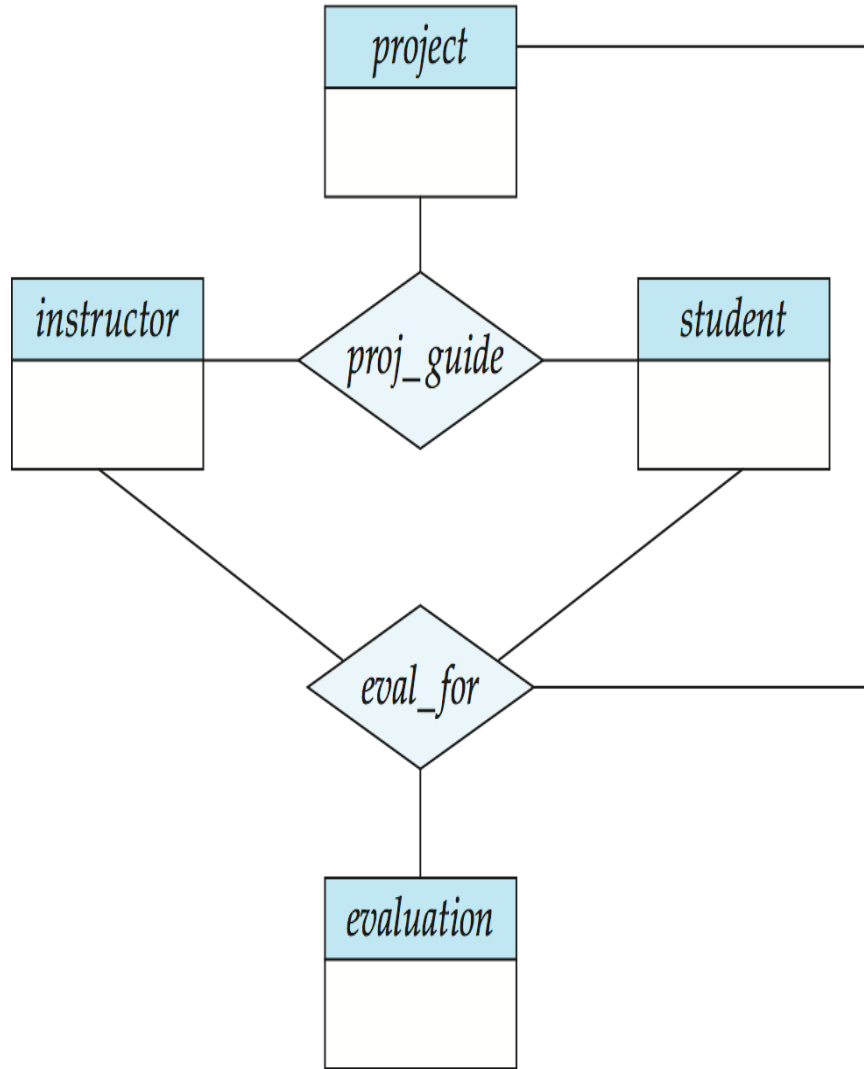 project
instructor
proj_guide
student
eval_for
evaluation